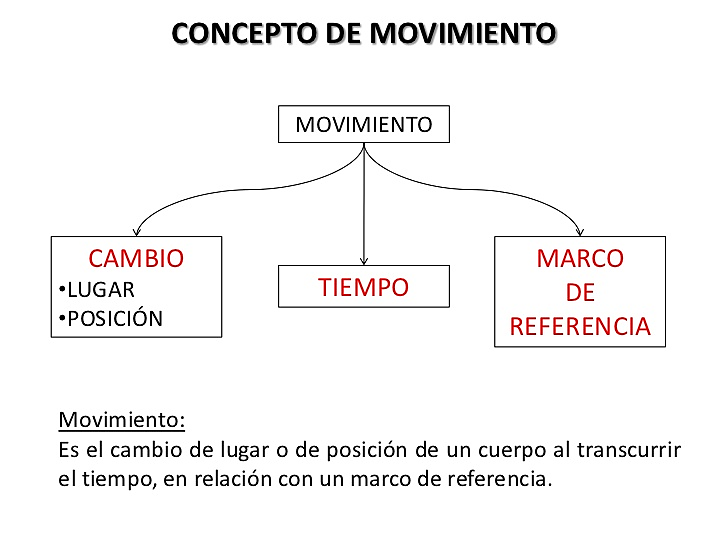 CONCEPTO DE MOVIMIENTO
MOVIMIENTO
CAMBIO
•LUGAR
•POSICIÓN
TIEMPO
MARCO
DE
REFERENCIA
Movimiento:
Es el cambio de lugar o de posición de un cuerpo al transcurrir
el tiempo, en relación con un marco de referencia.